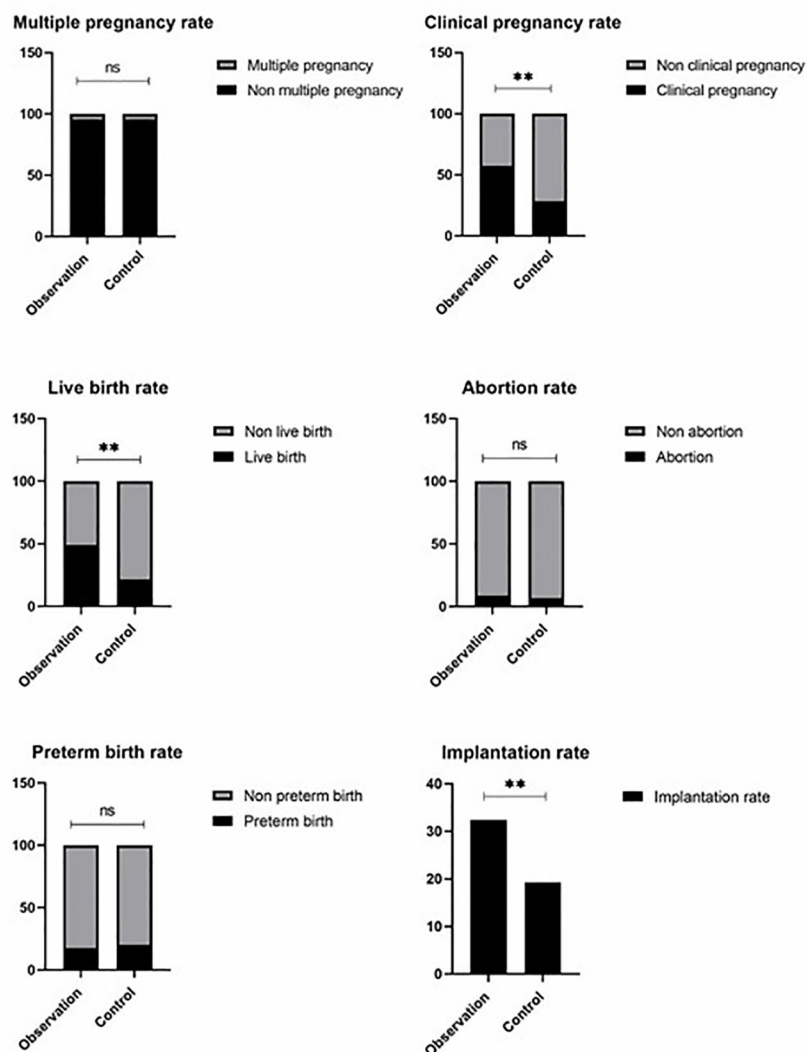 Multiple pregnancy rate
150
100
50
0
ns
Multiple pregnancy
Non multiple pregnancy
Observation
Control
Clinical pregnancy rate
150
100
50
0
**
Non clinical pregnancy
Clinical pregnancy
Observation
Control
Live birth rate
150
100
50
0
**
Non live birth
Live birth
Observation
Control
Abortion rate
150
100
50
0
ns
Non abortion
Abortion
Observation
Control
Preterm birth rate
150
100
50
0
ns
Non preterm birth
Preterm birth
Observation
Control
Implantation rate
40
30
20
10
0
**
Implantation rate
Observation
Control